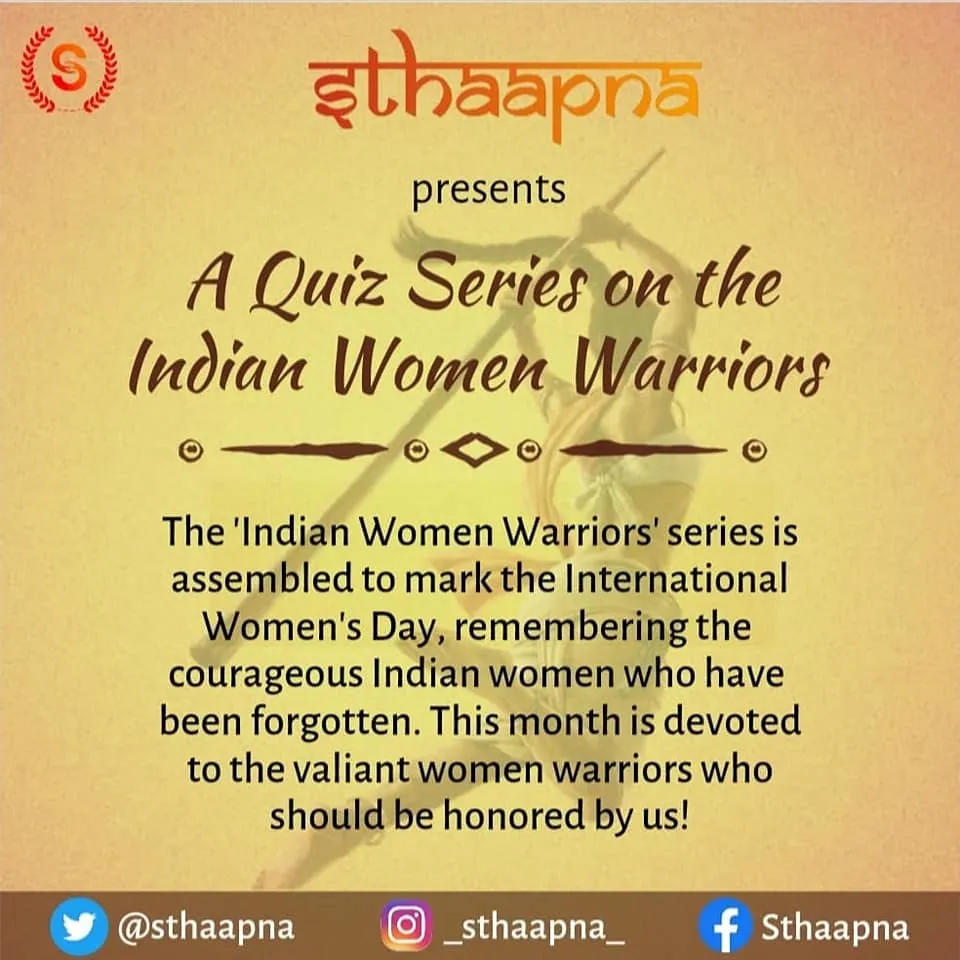 S
sthaapna
presents
A Quiz Series on the
Indian Women Warriors
The 'Indian Women Warriors' series is
assembled to mark the International
Women's Day, remembering the
courageous Indian women who have
been forgotten. This month is devoted
to the valiant women warriors who
should be honored by us!
@sthaapna _sthaapna_ Sthaapna